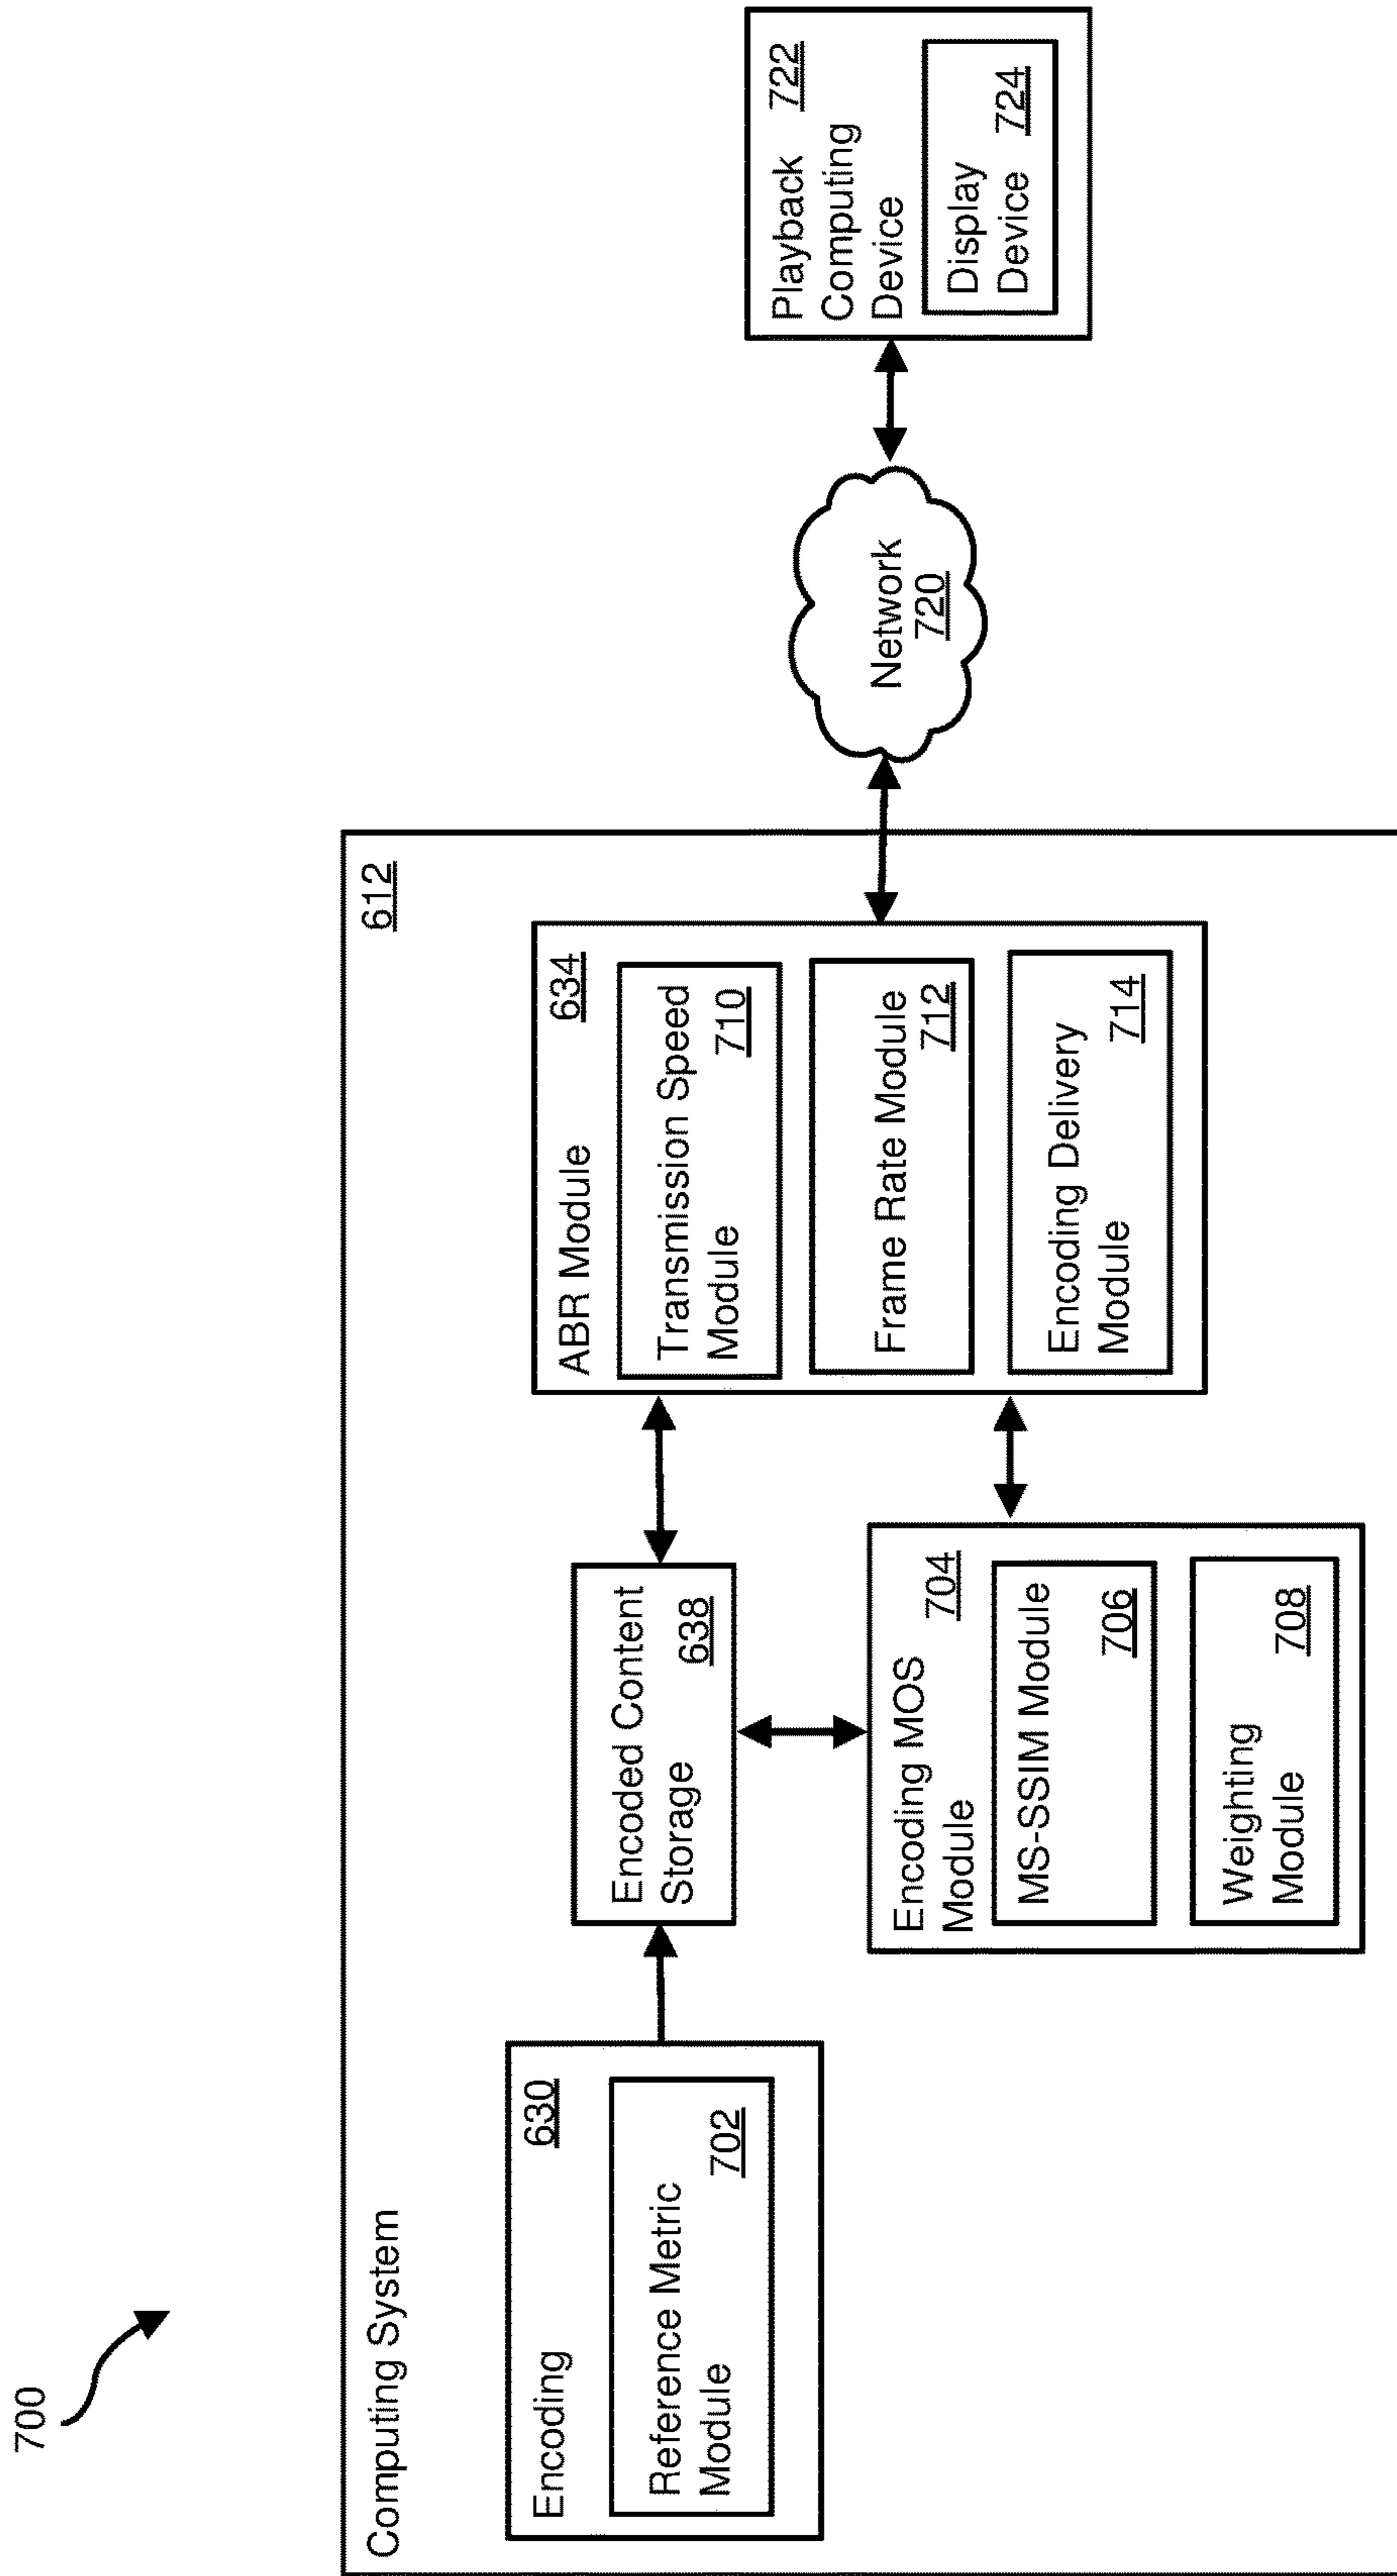 700
Computing System
612
Encoding
630
Reference Metric
Module
702
Encoded Content
Storage
638
Encoding MOS
Module
704
MS-SSIM Module
706
Weighting
Module
708
ABR Module
634
Transmission Speed
Module
710
Frame Rate Module
712
Encoding Delivery
Module
714
Network
720
Playback
Computing
Device
722
Display
Device
724